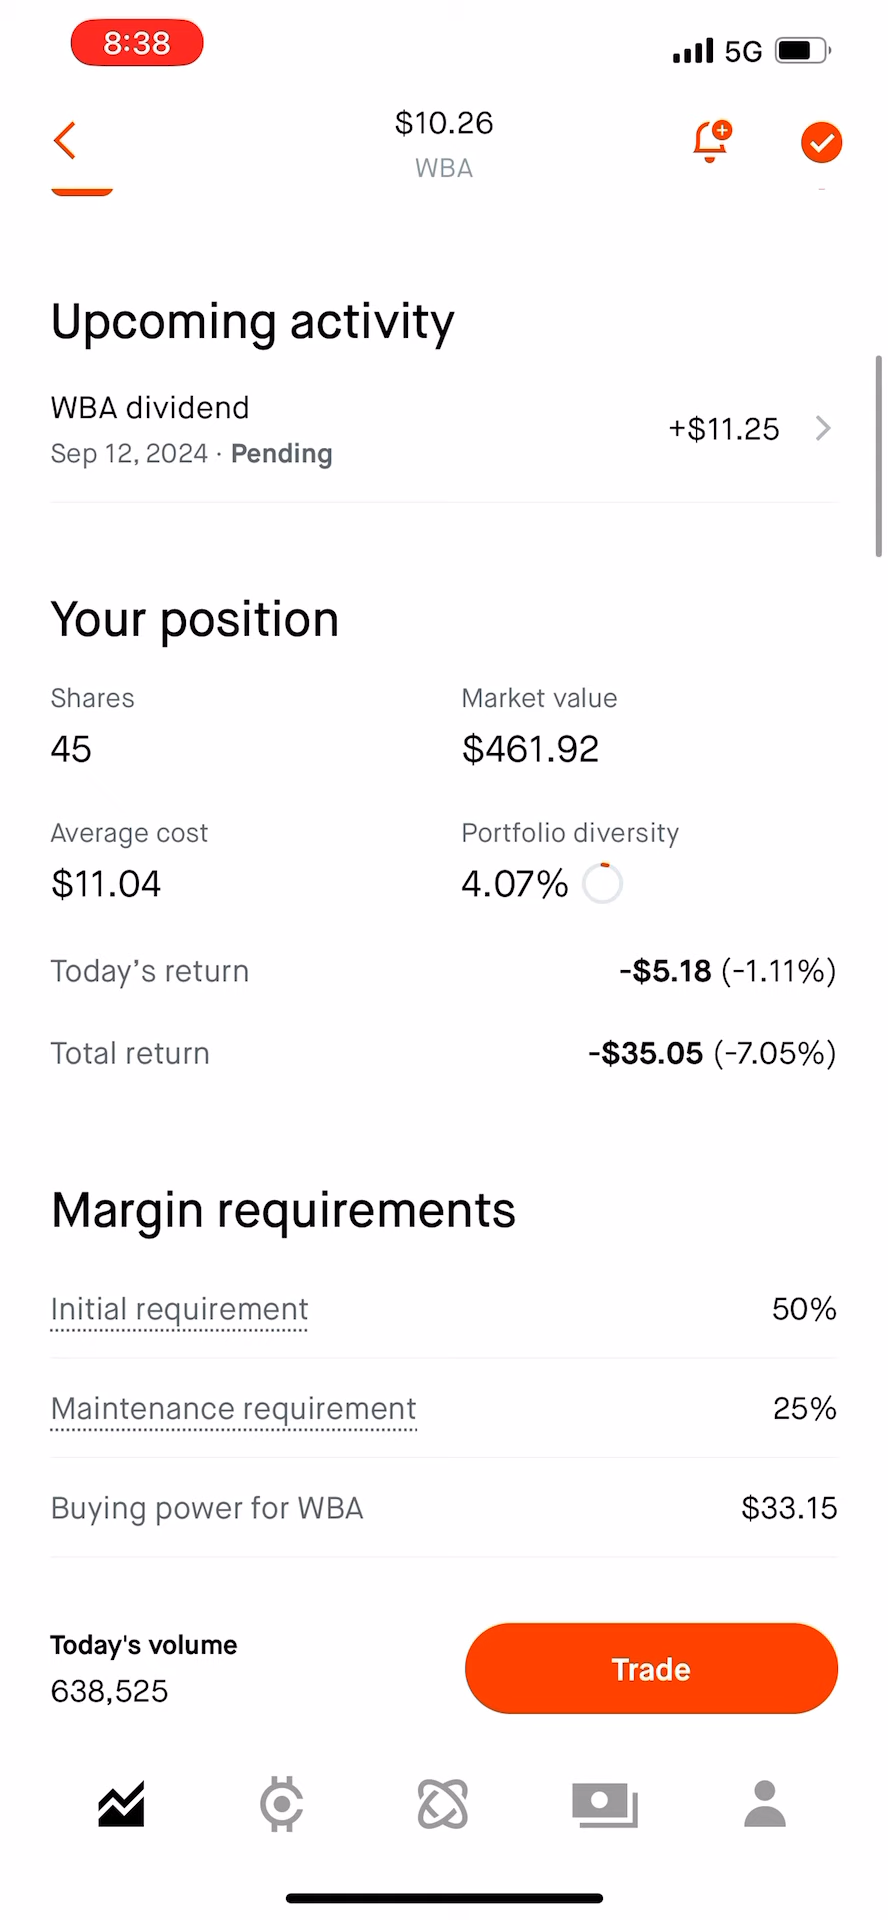 8:38
5G
$10.26
WBA
Upcoming activity
WBA dividend
+$11.25
Sep 12, 2024 · Pending
Your position
Shares
Market value
45
$461.92
Average cost
Portfolio diversity
$11.04
4.07%
Today’s return
-$5.18 (-1.11%)
Total return
-$35.05 (-7.05%)
Margin requirements
Initial requirement
50%
Maintenance requirement
25%
Buying power for WBA
$33.15
Today's volume
638,525
Trade